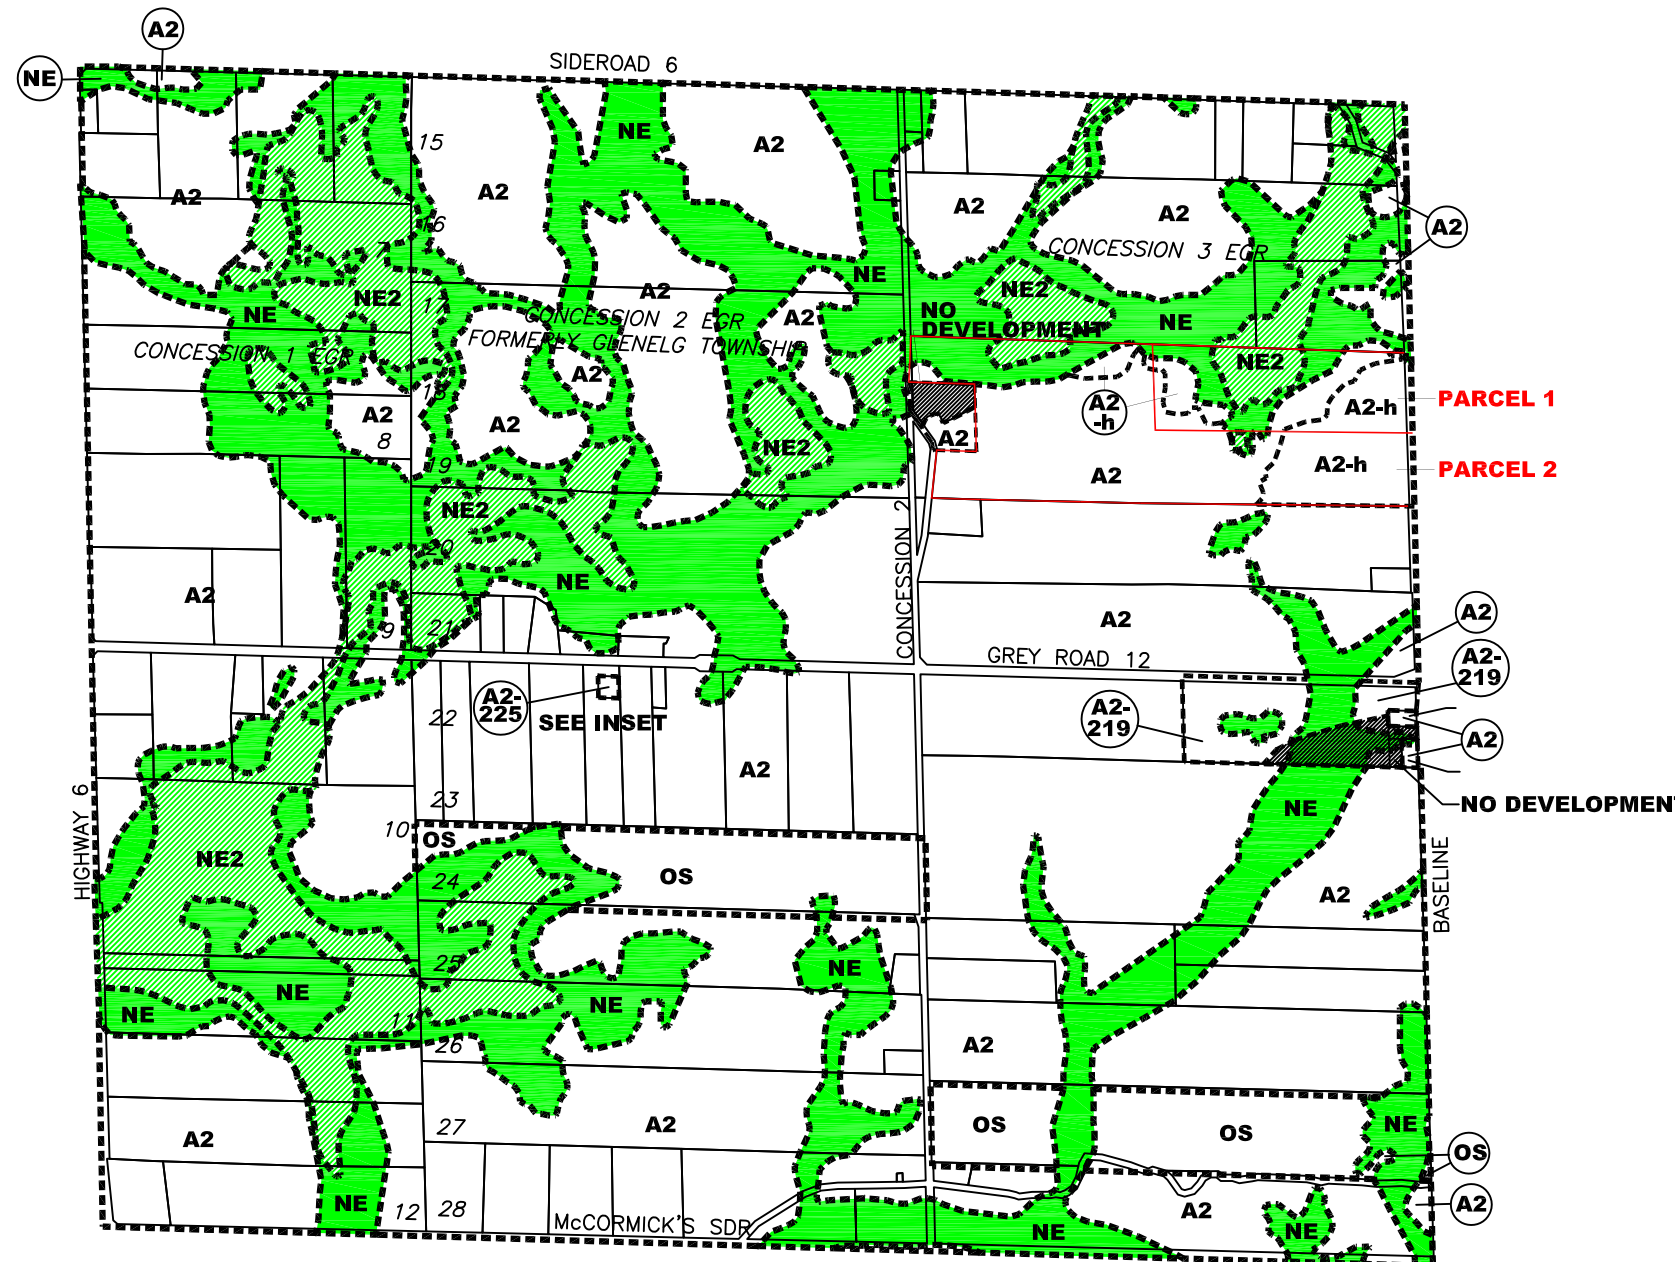 A2
NE
SIDEROAD 6
15
NE
A2
A2
A2
A2
A2
16
A2
7
CONCESSION 3 EGR
NE
NE2
NE2
A2
17
NE
NO
DEVELOPMENT
NE
CONCESSION 2 EGR
A2
FORMERLY GLENELG TOWNSHIP
CONCESSION 1 EGR
NE2
A2
18
A2
-h
A2-h
PARCEL 1
A2
8
A2
A2
NE2
19
A2
A2-h
PARCEL 2
NE2
20
CONCESSION 2
NE
A2
9
21
A2
A2
GREY ROAD 12
A2-
219
A2-
225
SEE INSET
22
A2-
219
A2
A2
23
NE
NO DEVELOPMENT
HIGHWAY 6
10
OS
NE2
24
OS
A2
BASELINE
25
NE
NE
NE
NE
11
26
A2
27
A2
A2
OS
OS
NE
OS
NE
12
28
McCORMICK'S SDR
NE
A2
NE
A2